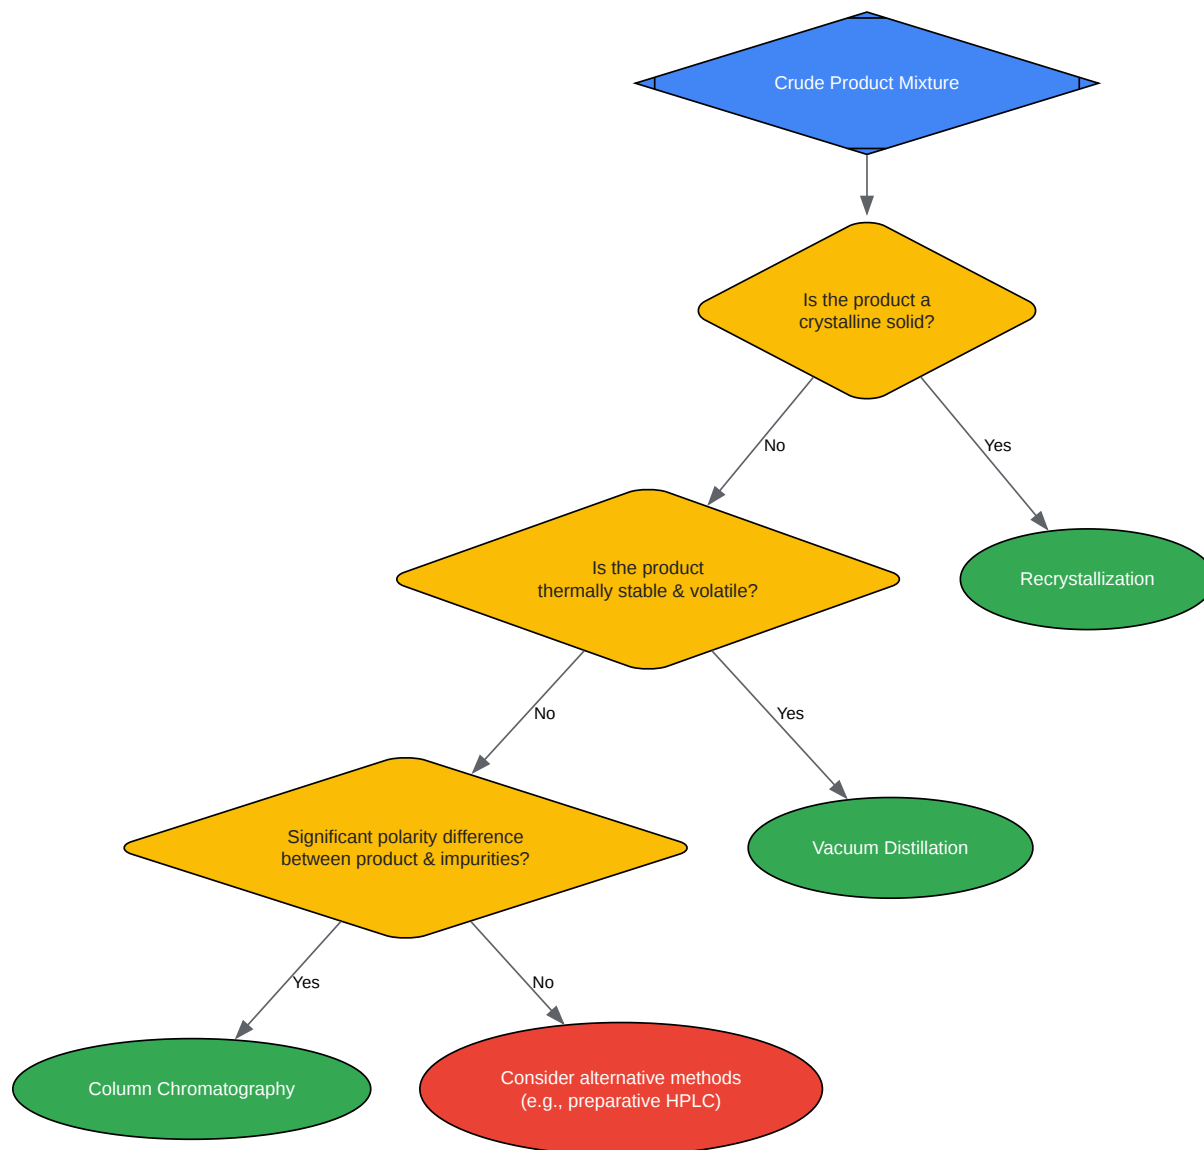 Crude Product Mixture
Is the product a
crystalline solid?
No
Yes
Is the product
thermally stable & volatile?
Recrystallization
No
Yes
Significant polarity difference
between product & impurities?
Vacuum Distillation
Yes
No
Column Chromatography
Consider alternative methods
(e.g., preparative HPLC)